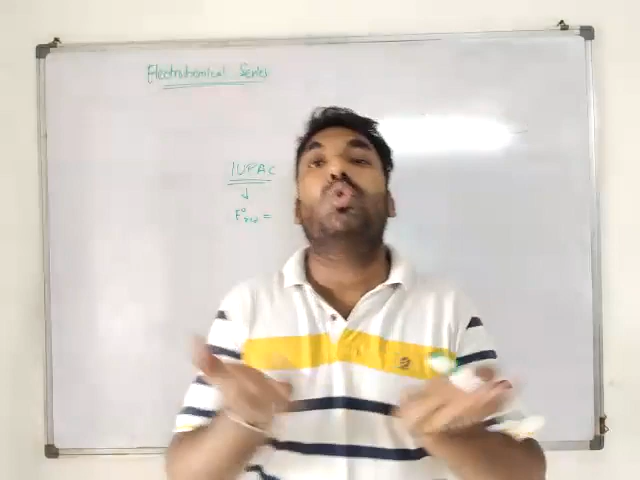 Electrochemical Series
IUPAC
↓
E°red =